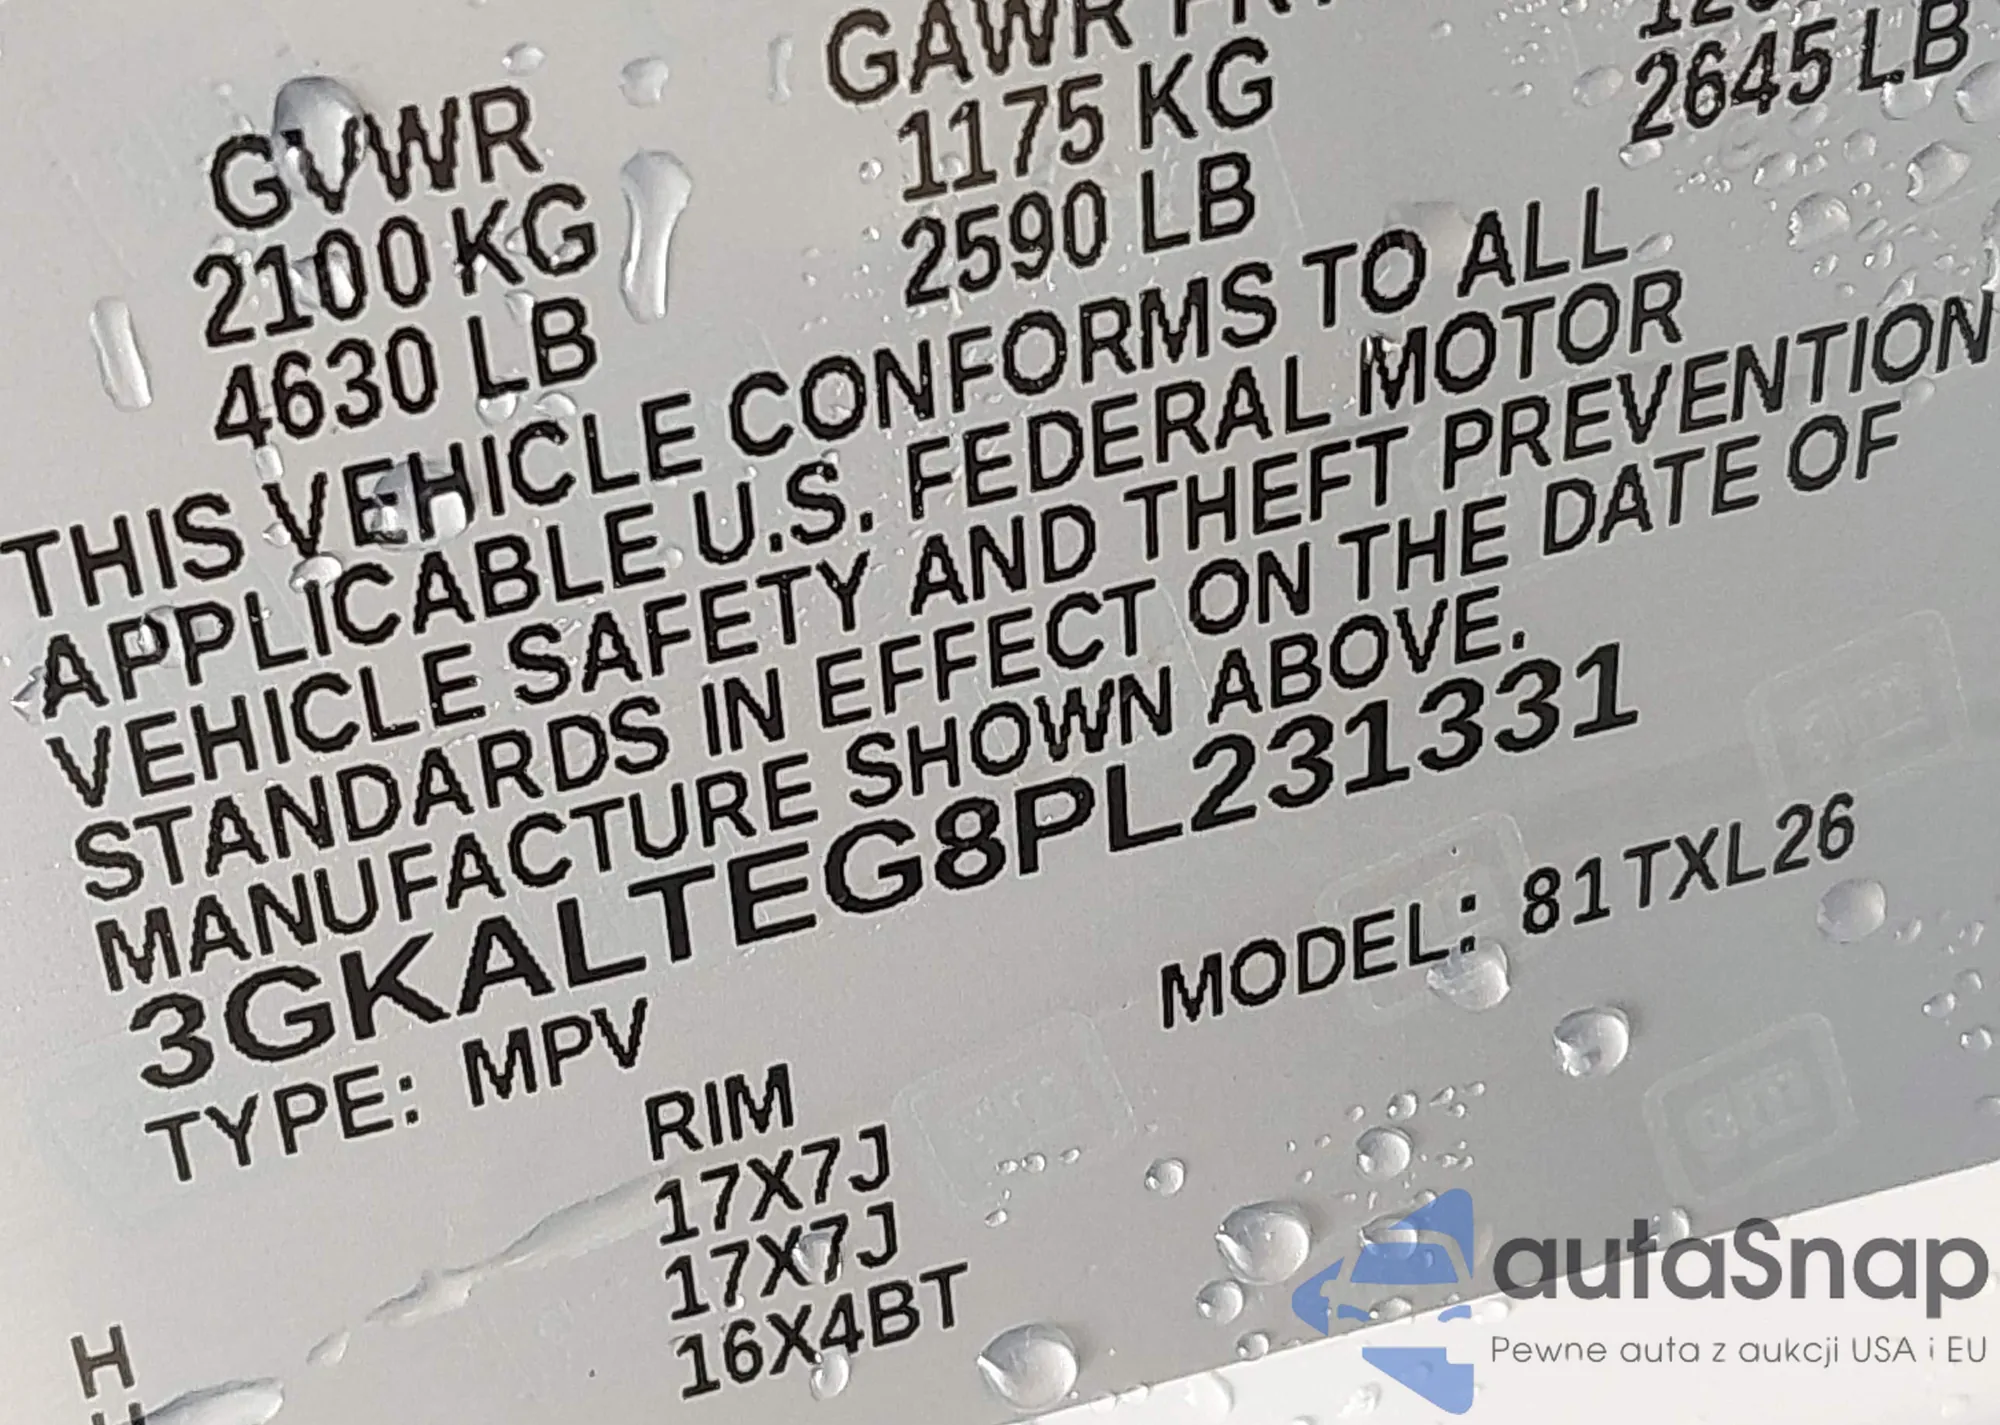 GVWR
2100 KG
4630 LB
GAWR
1175 KG
2590 LB
2645 LB
THIS VEHICLE CONFORMS TO ALL
APPLICABLE U.S. FEDERAL MOTOR
VEHICLE SAFETY AND THEFT PREVENTION
STANDARDS IN EFFECT ON THE DATE OF
MANUFACTURE SHOWN ABOVE.
3GKALTEG8PL231331
TYPE: MPV
MODEL: 81TXL26
RIM
17X7J
17X7J
16X4BT
H
autaSnap
Pewne auta z aukcji USA i EU